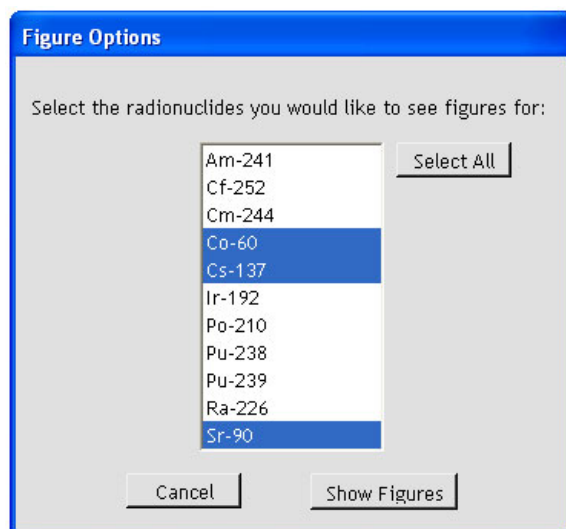 Figure Options
Select the radionuclides you would like to see figures for:
Am-241
Select All
Cf-252
Cm-244
Co-60
Cs-137
Ir-192
Po-210
Pu-238
Pu-239
Ra-226
Sr-90
Cancel
Show Figures